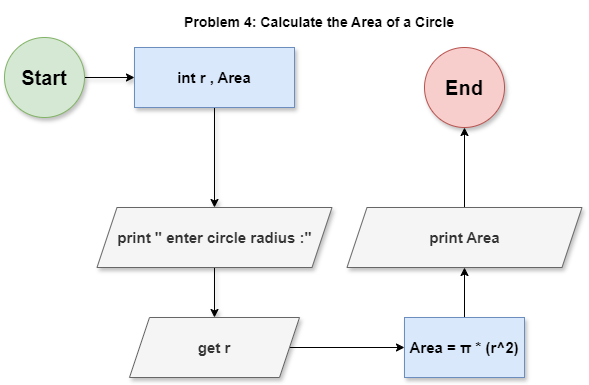 Problem 4: Calculate the Area of a Circle
Start
int r , Area
print " enter circle radius :"
get r
Area = π * (r^2)
print Area
End